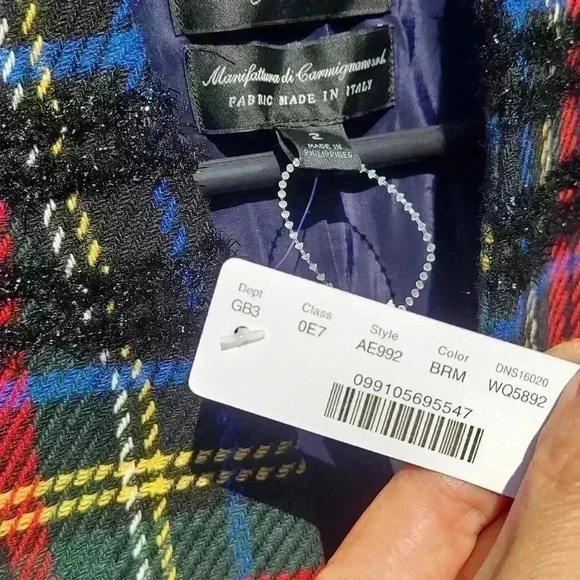 Manifattura di Carmignano s.r.l.
FABRIC MADE IN ITALY
2
MADE IN
PHILIPPINES
Dept Class Style Color DNS16020
GB3 0E7 AE992 BRM WQ5892
099105695547